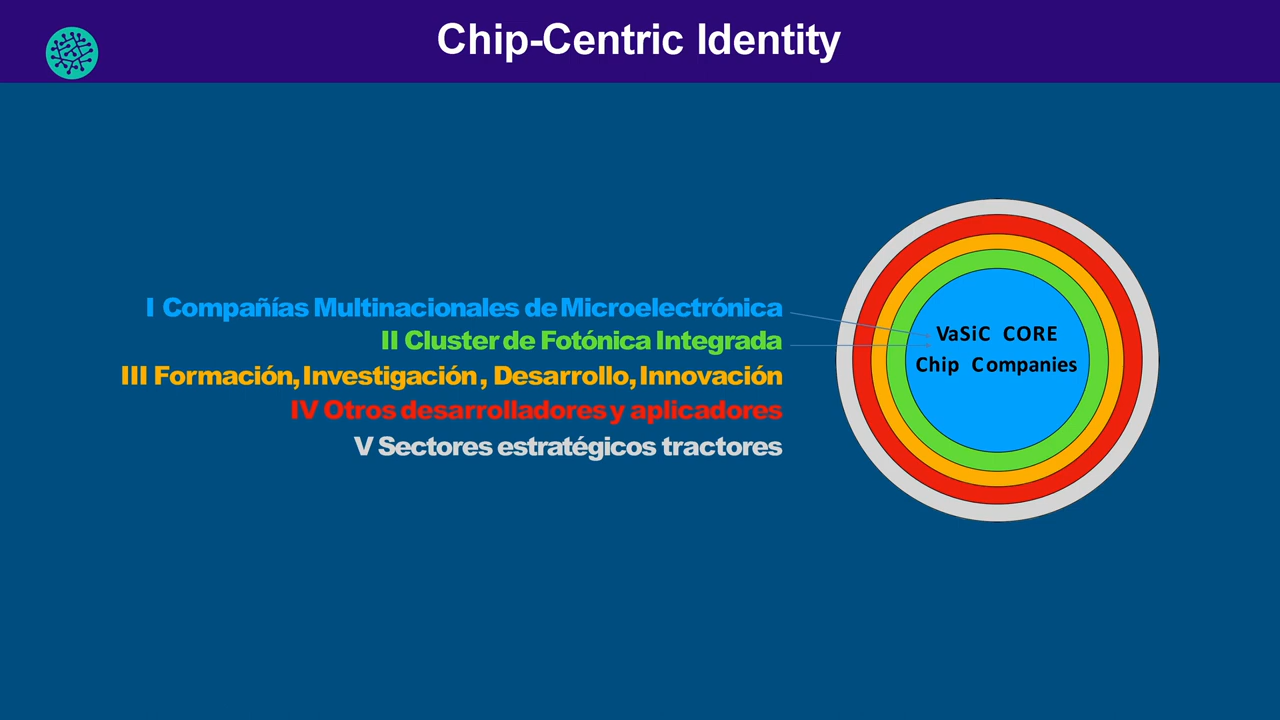 Chip-Centric Identity
I Compañías Multinacionales de Microelectrónica
II Cluster de Fotónica Integrada
III Formación, Investigación, Desarrollo, Innovación
IV Otros desarrolladores y aplicadores
V Sectores estratégicos tractores
VaSiC CORE
Chip Companies